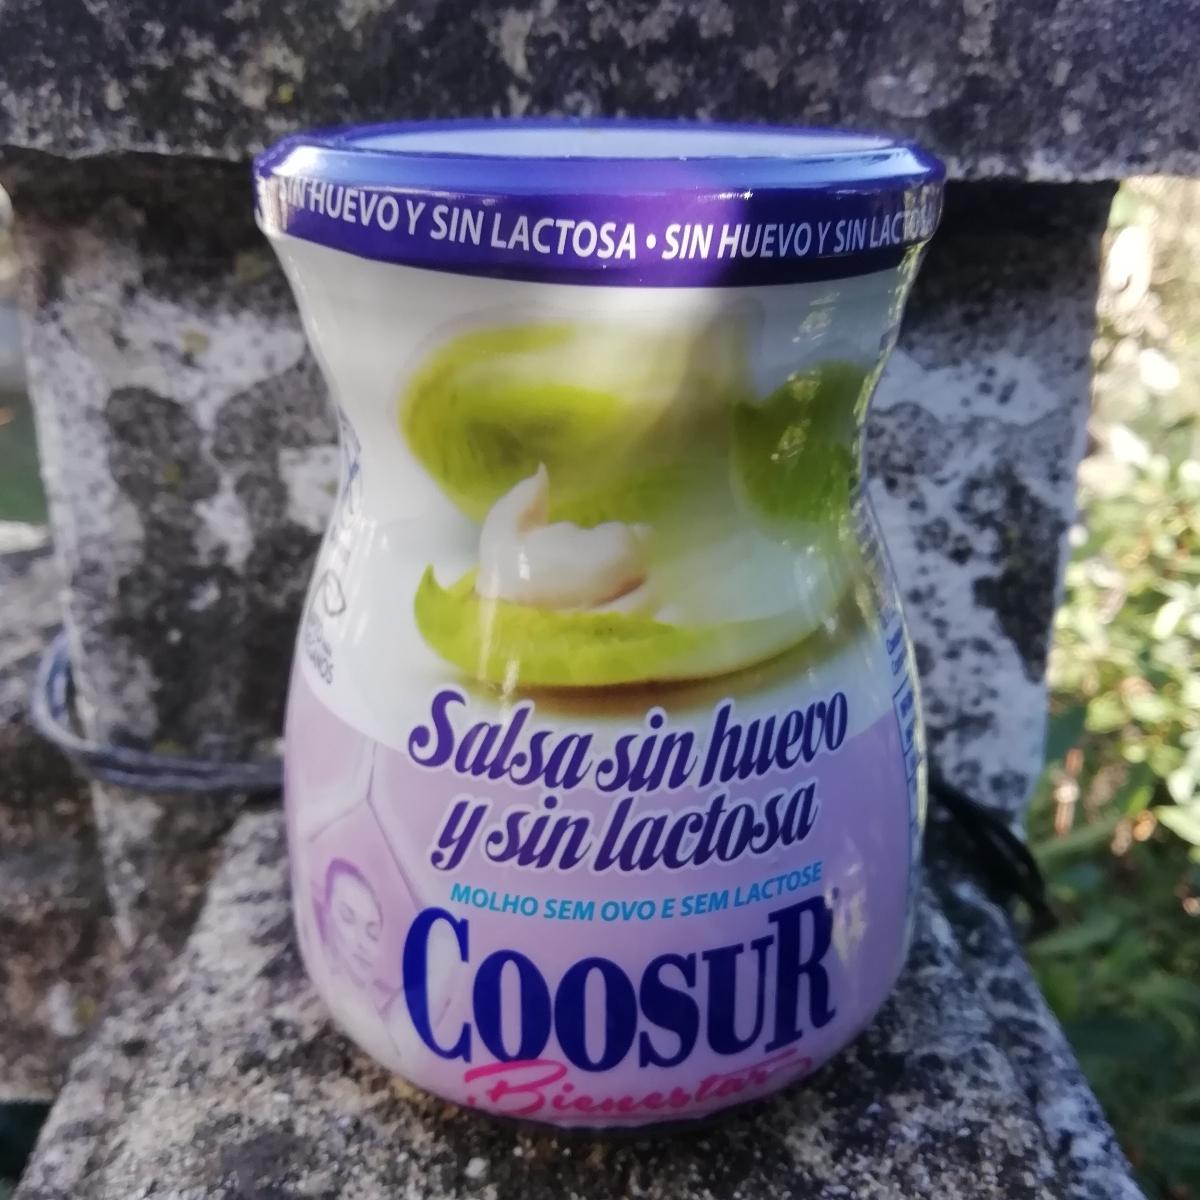 SIN HUEVO Y SIN LACTOSA • SIN HUEVO Y SIN LACTOSA
Salsa sin huevo
y sin lactosa
MOLHO SEM OVO E SEM LACTOSE
COOSUR
Bienestar